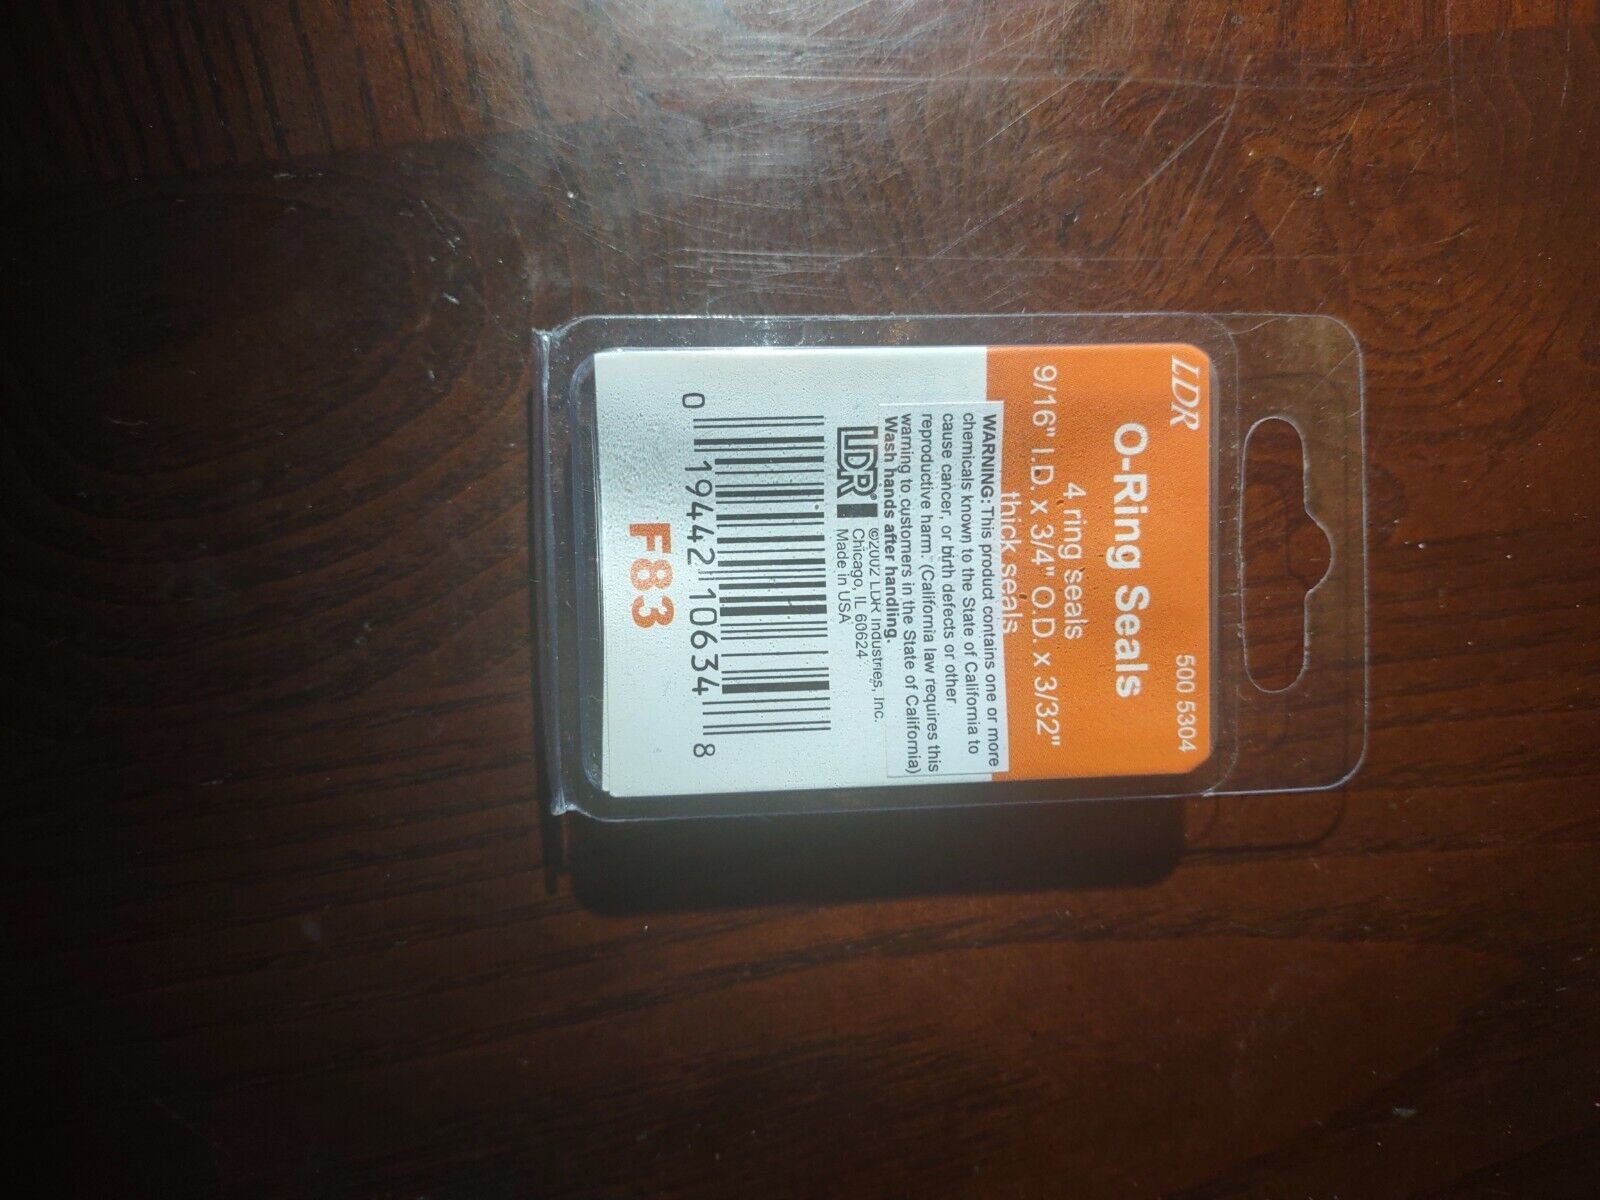 LDR 500 5304
O-Ring Seals
4 ring seals
9/16" I.D. x 3/4" O.D. x 3/32"
thick seals
WARNING: This product contains one or more
chemicals known to the State of California to
cause cancer, or birth defects or other
reproductive harm. (California law requires this
warning to customers in the State of California)
Wash hands after handling.
LDR®
©2002 LDR Industries, Inc.
Chicago, IL 60624
Made in USA
0 19442 10634 8
F83